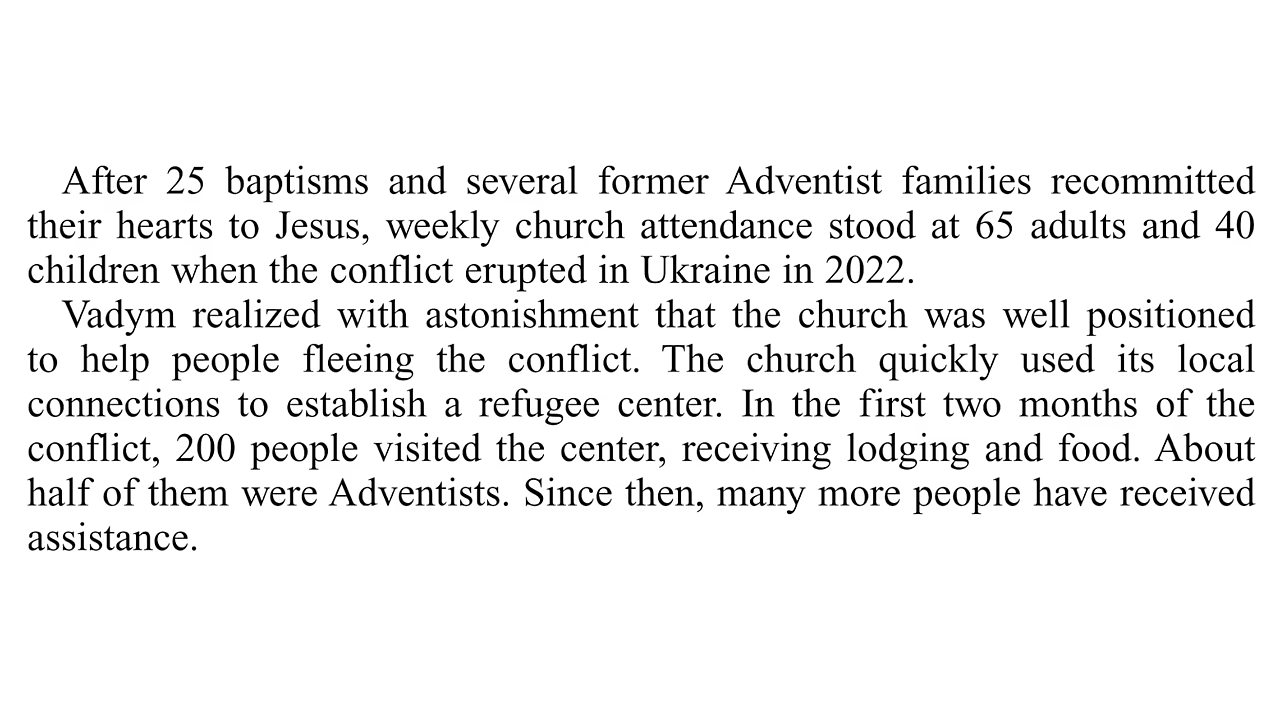 After 25 baptisms and several former Adventist families recommitted
their hearts to Jesus, weekly church attendance stood at 65 adults and 40
children when the conflict erupted in Ukraine in 2022.
Vadym realized with astonishment that the church was well positioned
to help people fleeing the conflict. The church quickly used its local
connections to establish a refugee center. In the first two months of the
conflict, 200 people visited the center, receiving lodging and food. About
half of them were Adventists. Since then, many more people have received
assistance.